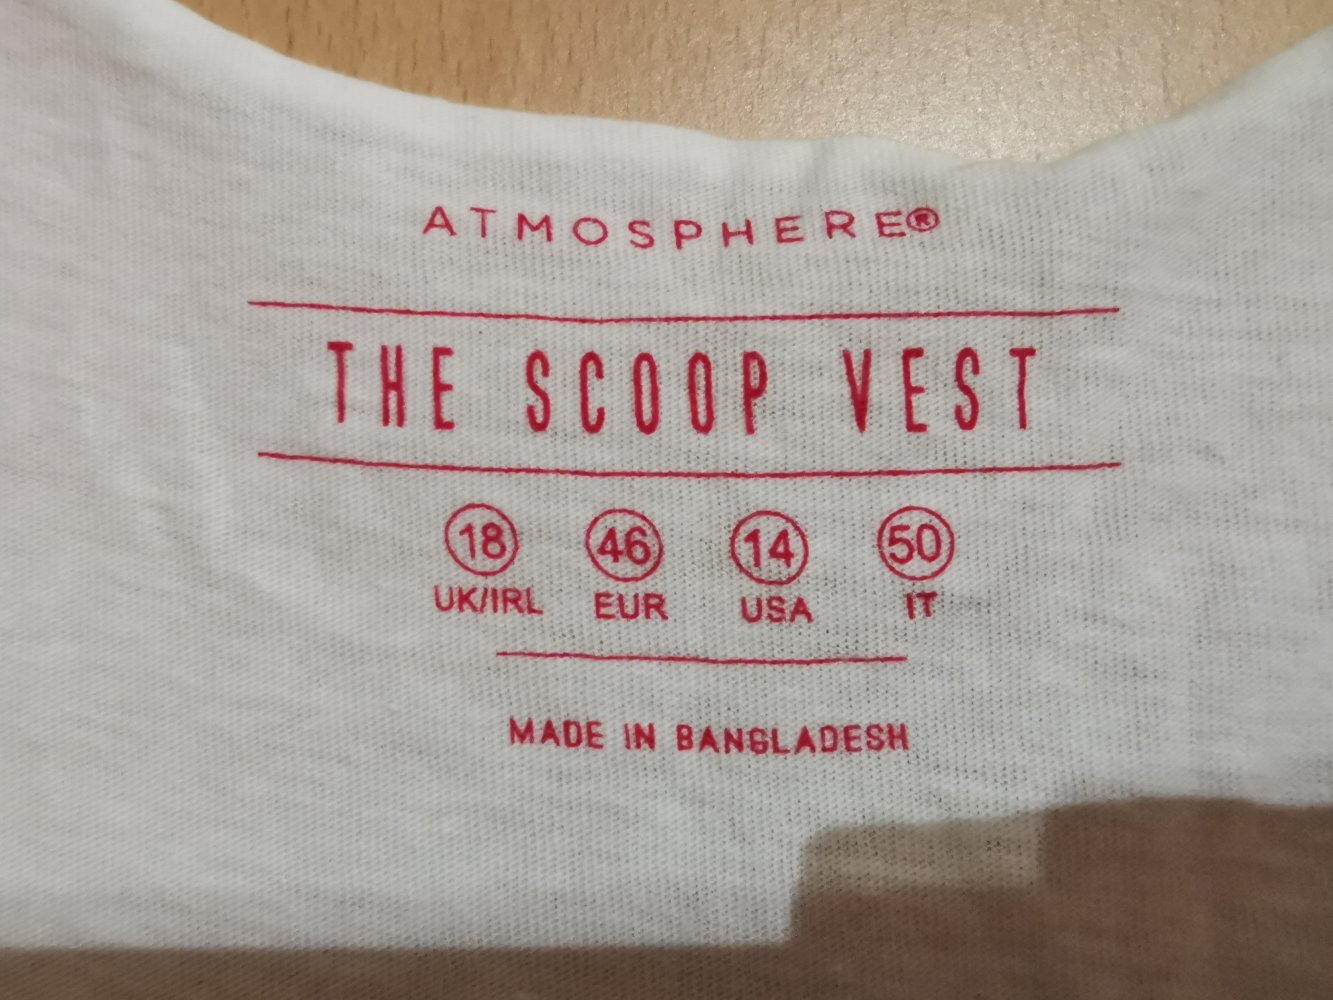 ATMOSPHERE®
THE SCOOP VEST
18 46 14 50
UK/IRL EUR USA IT
MADE IN BANGLADESH